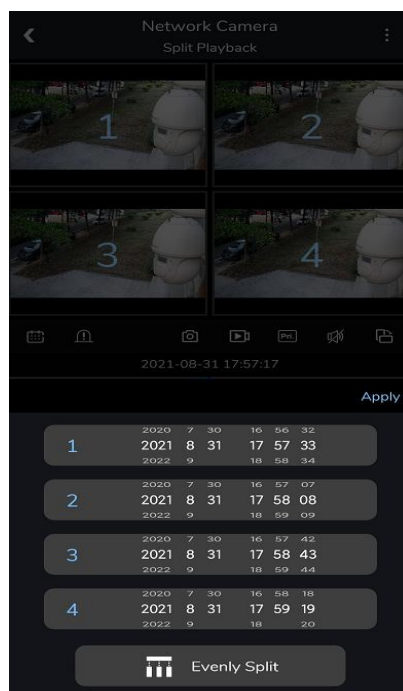 Network Camera
Split Playback
1 2
3 4
Pri.
2021-08-31 17:57:17
Apply
2020 7 30 16 56 32
1 2021 8 31 17 57 33
2022 9 18 58 34
2020 7 30 16 57 07
2 2021 8 31 17 58 08
2022 9 18 59 09
2020 7 30 16 57 42
3 2021 8 31 17 58 43
2022 9 18 59 44
2020 7 30 16 58 18
4 2021 8 31 17 59 19
2022 9 18 20
Evenly Split